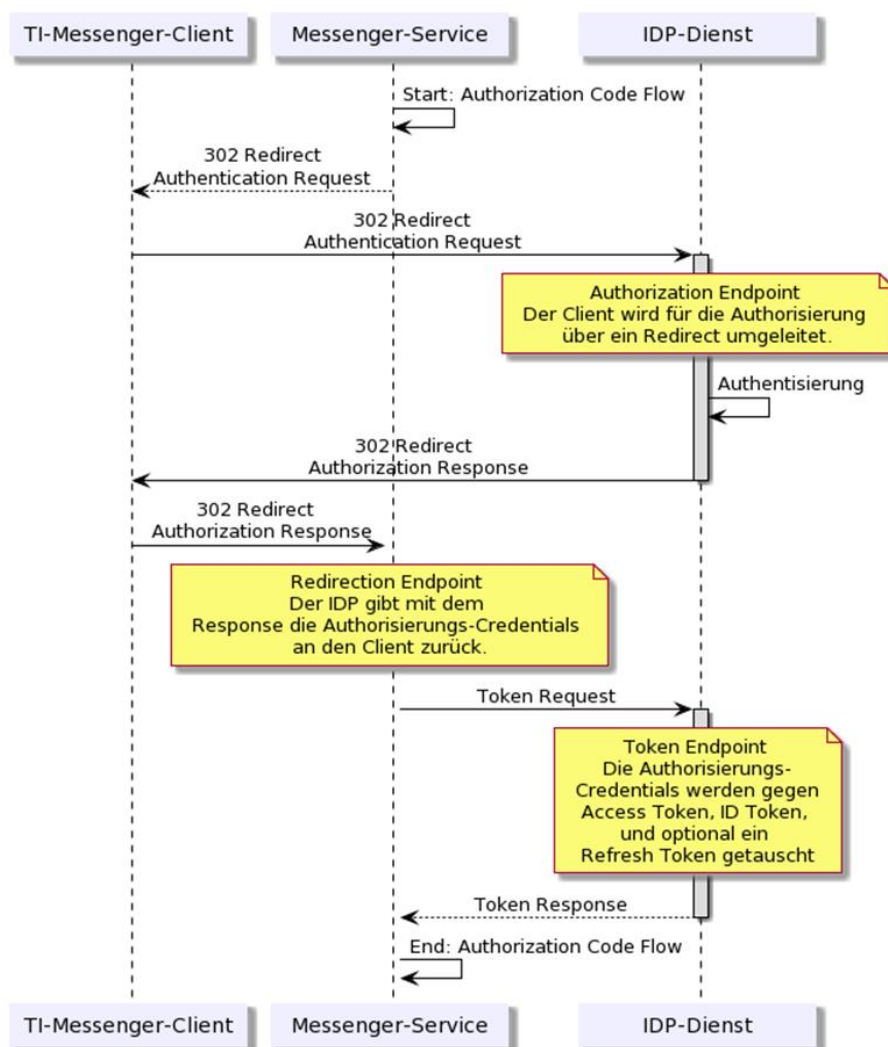 TI-Messenger-Client
Messenger-Service
IDP-Dienst
Start: Authorization Code Flow
302 Redirect
Authentication Request
302 Redirect
Authentication Request
Authorization Endpoint
Der Client wird für die Authorisierung
über ein Redirect umgeleitet.
Authentisierung
302 Redirect
Authorization Response
302 Redirect
Authorization Response
Redirection Endpoint
Der IDP gibt mit dem
Response die Authorisierungs-Credentials
an den Client zurück.
Token Request
Token Endpoint
Die Authorisierungs-
Credentials werden gegen
Access Token, ID Token,
und optional ein
Refresh Token getauscht
Token Response
End: Authorization Code Flow
TI-Messenger-Client
Messenger-Service
IDP-Dienst